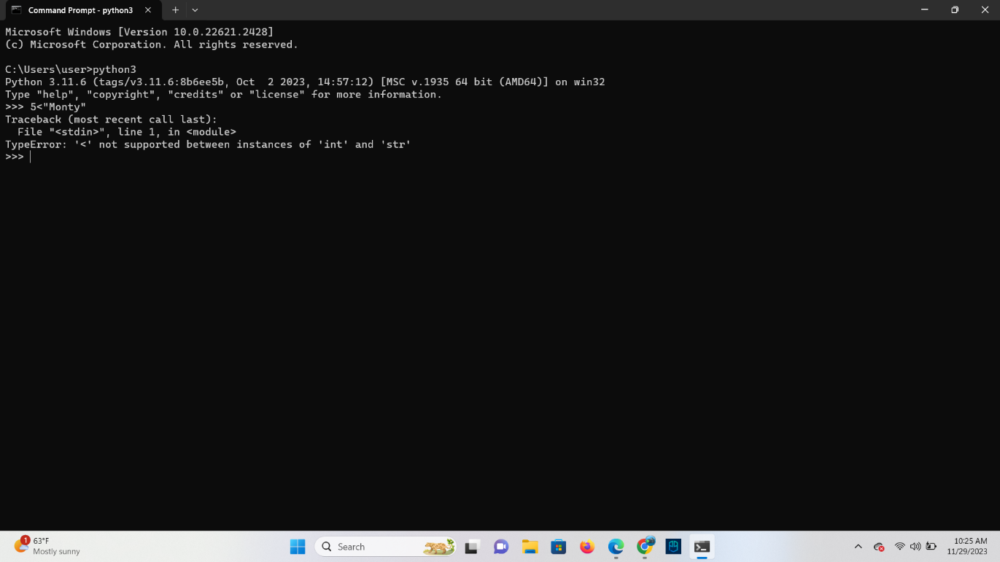 Command Prompt - python3
Microsoft Windows [Version 10.0.22621.2428]
(c) Microsoft Corporation. All rights reserved.
C:\Users\user>python3
Python 3.11.6 (tags/v3.11.6:8b6ee5b, Oct  2 2023, 14:57:12) [MSC v.1935 64 bit (AMD64)] on win32
Type "help", "copyright", "credits" or "license" for more information.
>>> 5<"Monty"
Traceback (most recent call last):
  File "<stdin>", line 1, in <module>
TypeError: '<' not supported between instances of 'int' and 'str'
>>>
1
63°F
Mostly sunny
Search
10:25 AM
11/29/2023